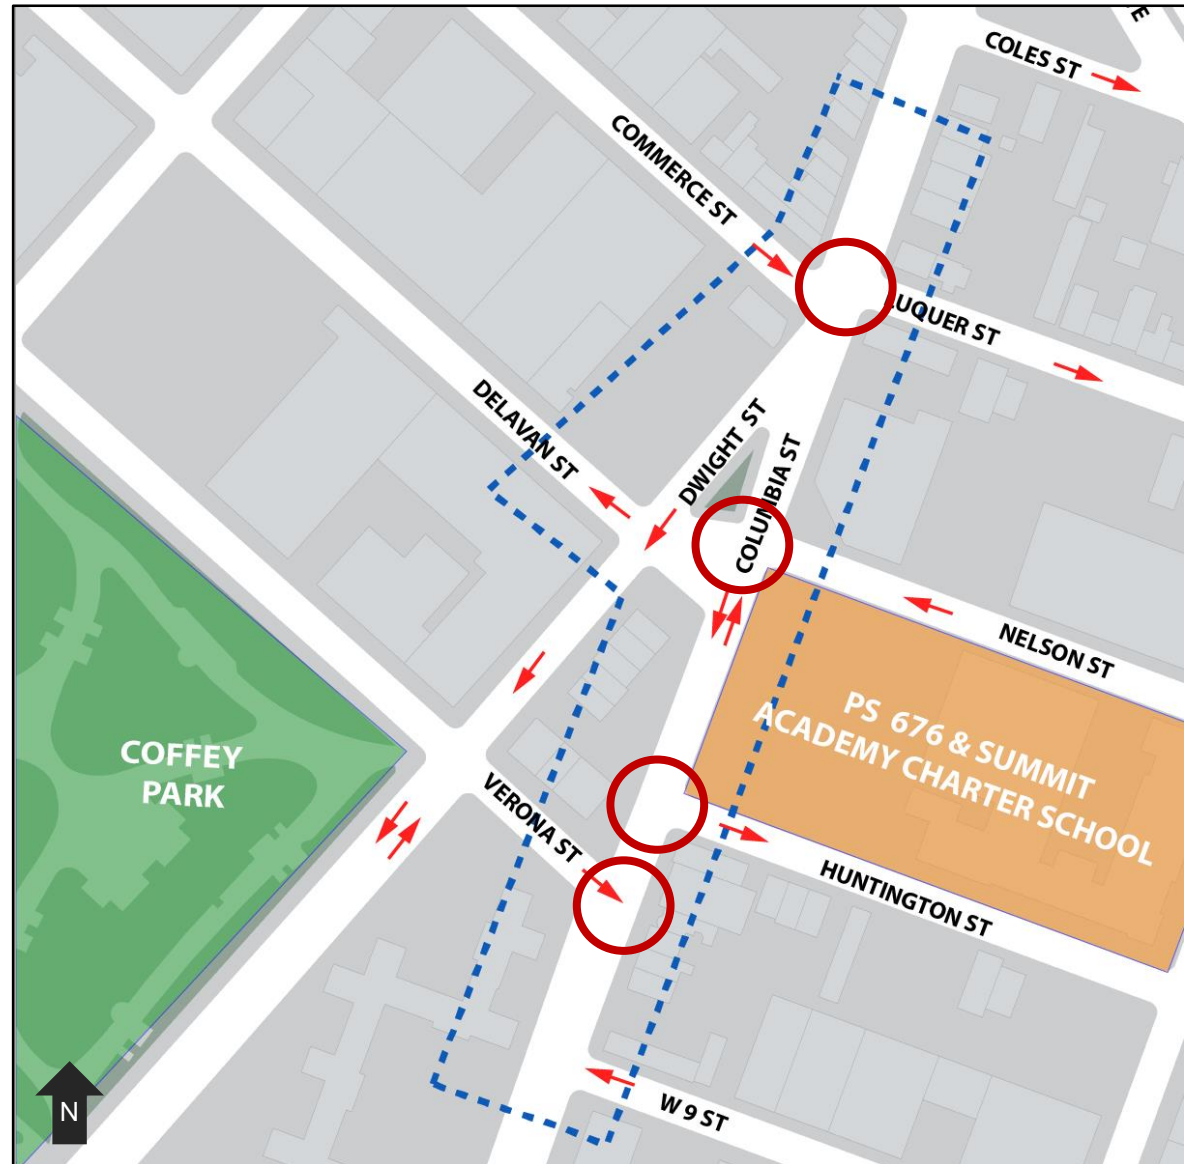 E
COLES ST
COMMERCE ST
LUQUER ST
DELAVAN ST
DWIGHT ST
COLUMBIA ST
NELSON ST
PS 676 & SUMMIT
ACADEMY CHARTER SCHOOL
COFFEY
PARK
VERONA ST
HUNTINGTON ST
W 9 ST
N